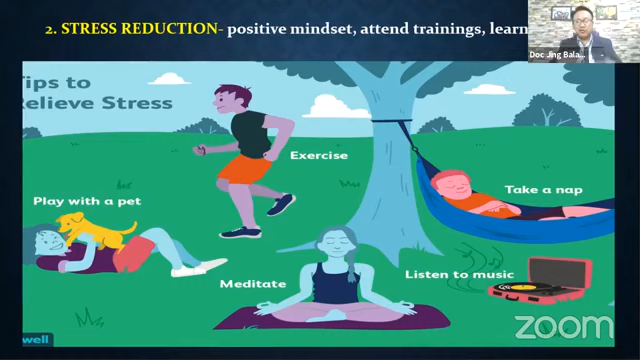 2. STRESS REDUCTION- positive mindset, attend trainings, learn
Doc Jing Bala...
Tips to
Relieve Stress
Exercise
Play with a pet
Take a nap
Meditate
Listen to music
well
zoom